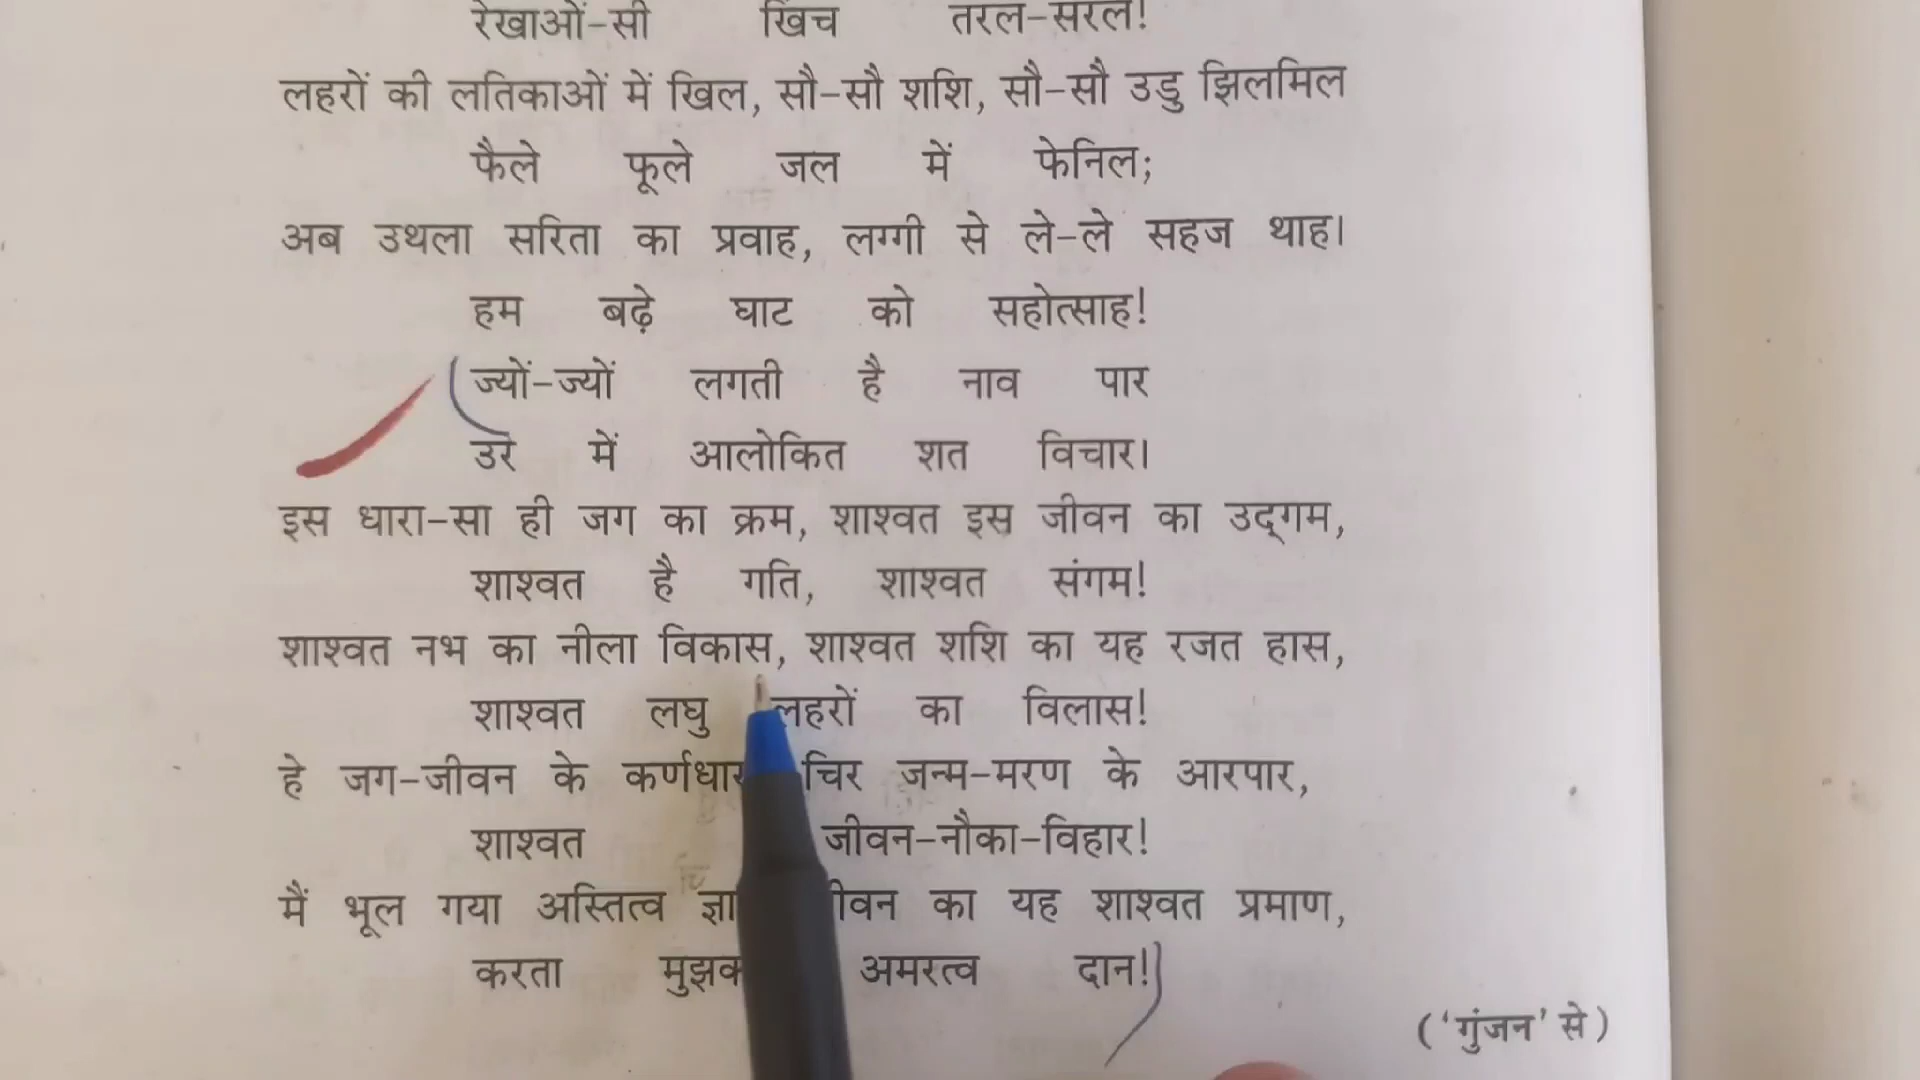 रेखाओं-सी खिंच तरल-सरल!
लहरों की लतिकाओं में खिल, सौ-सौ शशि, सौ-सौ उडु झिलमिल
फैले फूले जल में फेनिल;
अब उथला सरिता का प्रवाह, लग्गी से ले-ले सहज थाह।
हम बढ़े घाट को सहोत्साह!
ज्यों-ज्यों लगती है नाव पार
उर में आलोकित शत विचार।
इस धारा-सा ही जग का क्रम, शाश्वत इस जीवन का उद्‌गम,
शाश्वत है गति, शाश्वत संगम!
शाश्वत नभ का नीला विकास, शाश्वत शशि का यह रजत हास,
शाश्वत लघु लहरों का विलास!
हे जग-जीवन के कर्णधार चिर जन्म-मरण के आरपार,
शाश्वत जीवन-नौका-विहार!
मैं भूल गया अस्तित्व का यह शाश्वत प्रमाण,
करता अमरत्व दान!
('गुंजन' से)